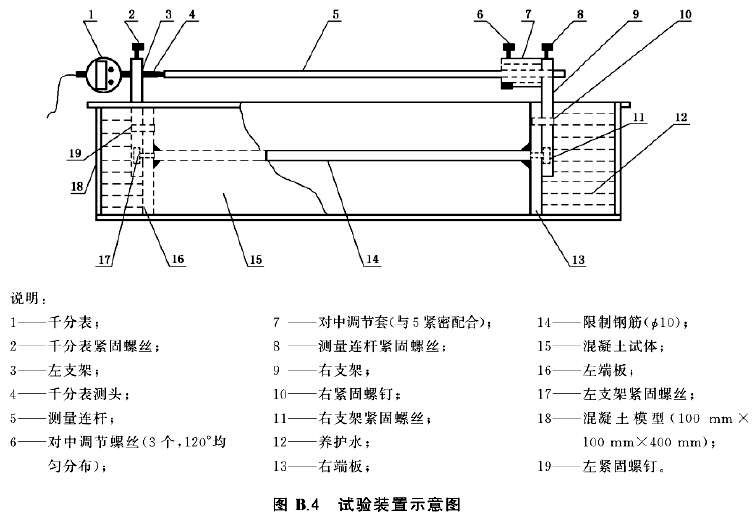 1 2 3 4 5 6 7 8 9 10
11
12
19
18
17 16 15 14 13
说明：
1——千分表；
2——千分表紧固螺丝；
3——左支架；
4——千分表测头；
5——测量连杆；
6——对中调节螺丝(3个,120°均
匀分布)；
7——对中调节套(与5紧密配合)；
8——测量连杆紧固螺丝；
9——右支架；
10——右紧固螺钉；
11——右支架紧固螺丝；
12——养护水；
13——右端板；
14——限制钢筋(φ10)；
15——混凝土试体；
16——左端板；
17——左支架紧固螺丝；
18——混凝土模型(100 mm×
100 mm×400 mm)；
19——左紧固螺钉。
图 B.4 试验装置示意图